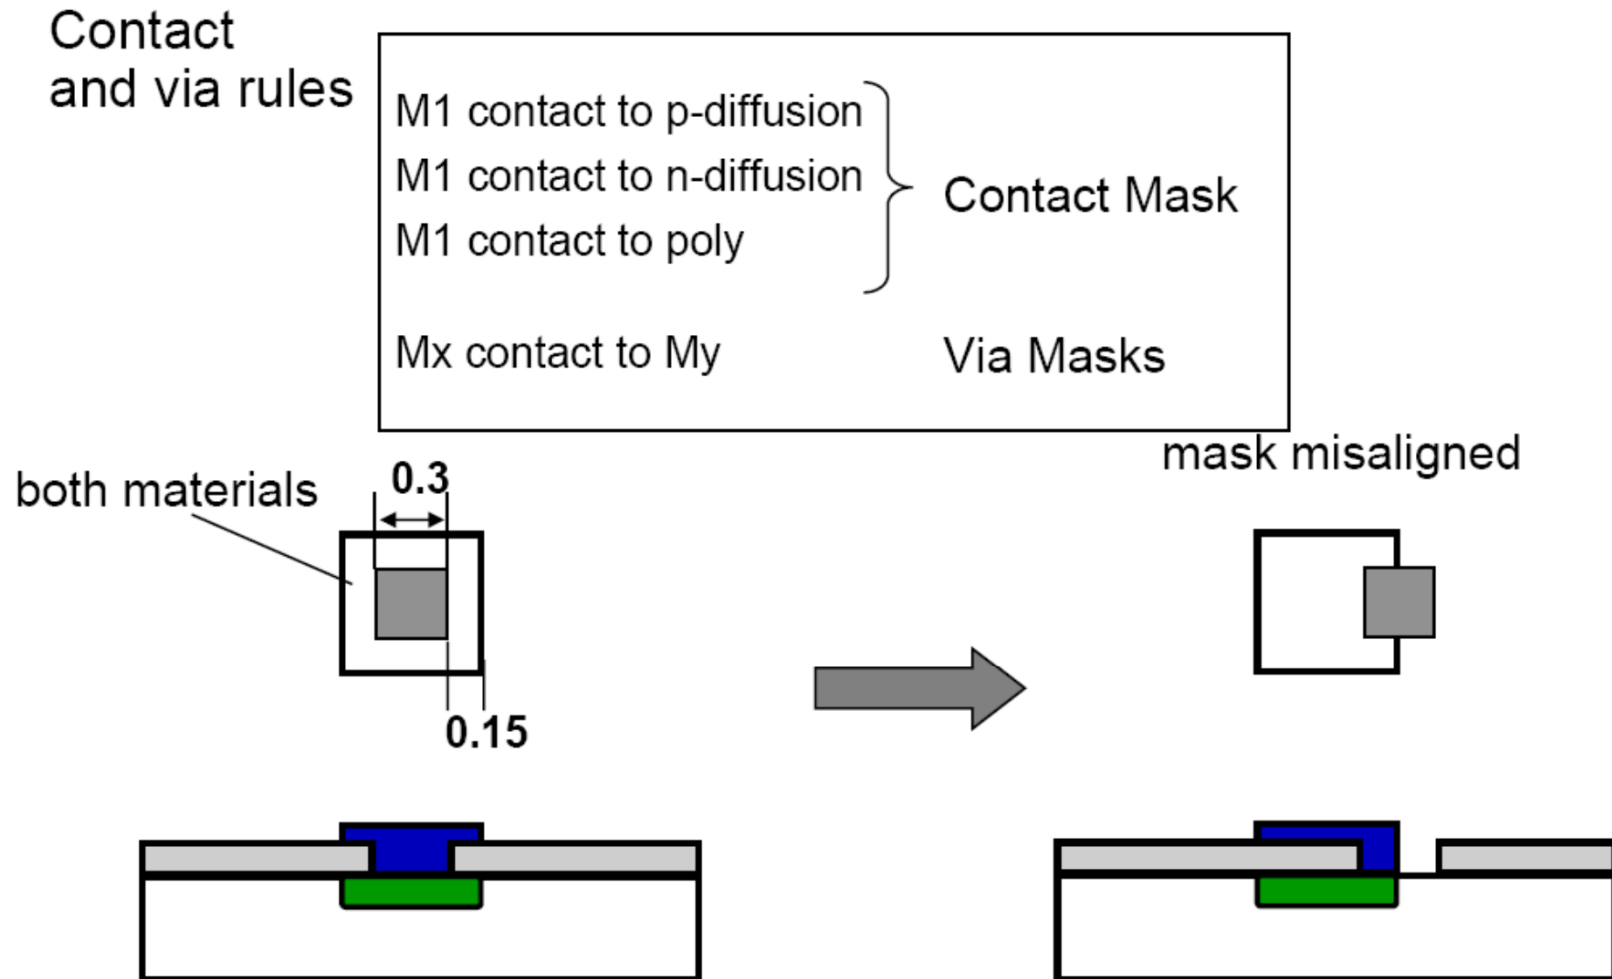 Contact
and via rules
M1 contact to p-diffusion
M1 contact to n-diffusion
M1 contact to poly
Contact Mask
Mx contact to My
Via Masks
both materials
0.3
0.15
mask misaligned